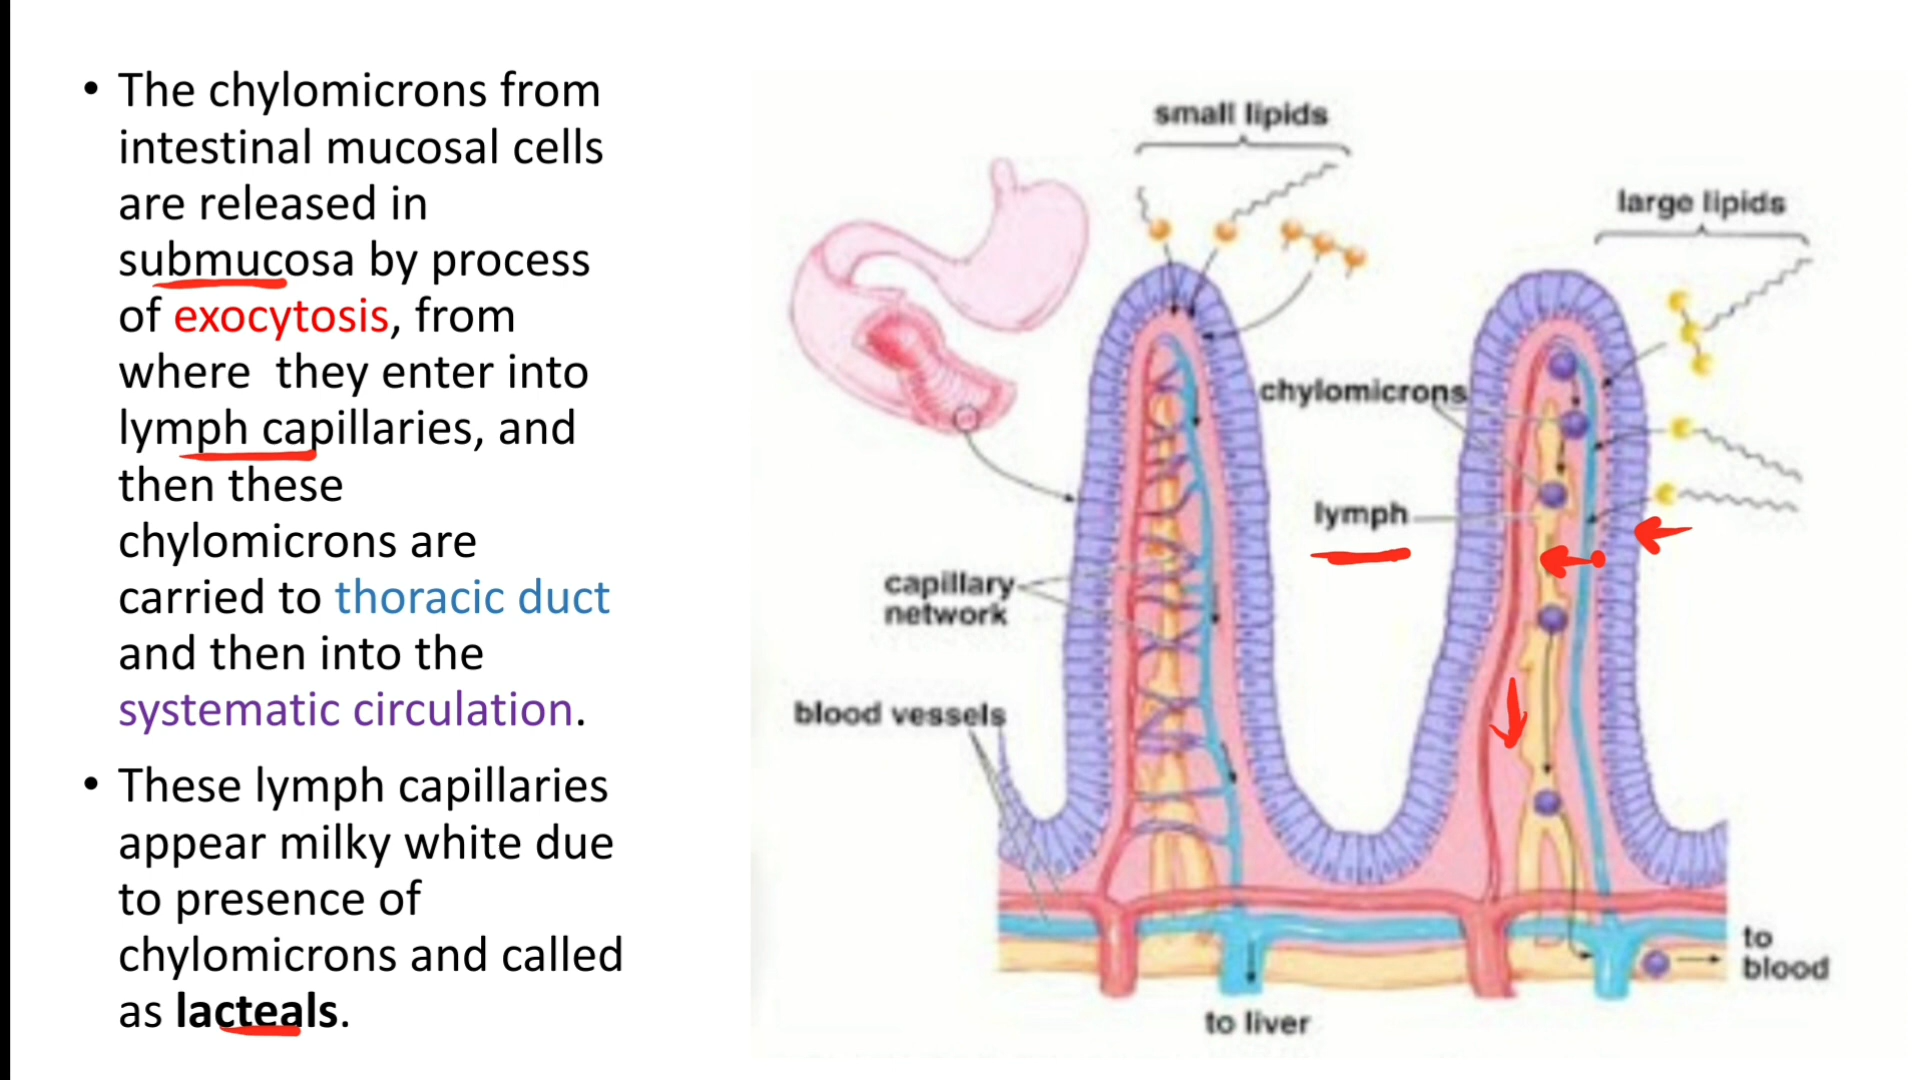 • The chylomicrons from
intestinal mucosal cells
are released in
submucosa by process
of exocytosis, from
where  they enter into
lymph capillaries, and
then these
chylomicrons are
carried to thoracic duct
and then into the
systematic circulation.
• These lymph capillaries
appear milky white due
to presence of
chylomicrons and called
as lacteals.
small lipids
large lipids
chylomicrons
lymph
capillary
network
blood vessels
to
blood
to liver